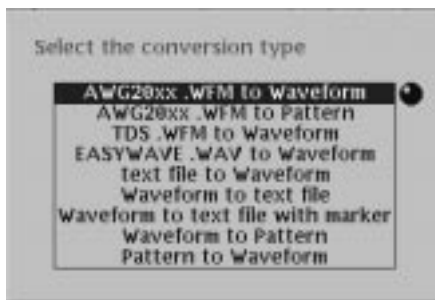 Select the conversion type
AWG20xx .WFM to Waveform
AWG20xx .WFM to Pattern
TDS .WFM to Waveform
EASYWAVE .WAV to Waveform
text file to Waveform
Waveform to text file
Waveform to text file with marker
Waveform to Pattern
Pattern to Waveform